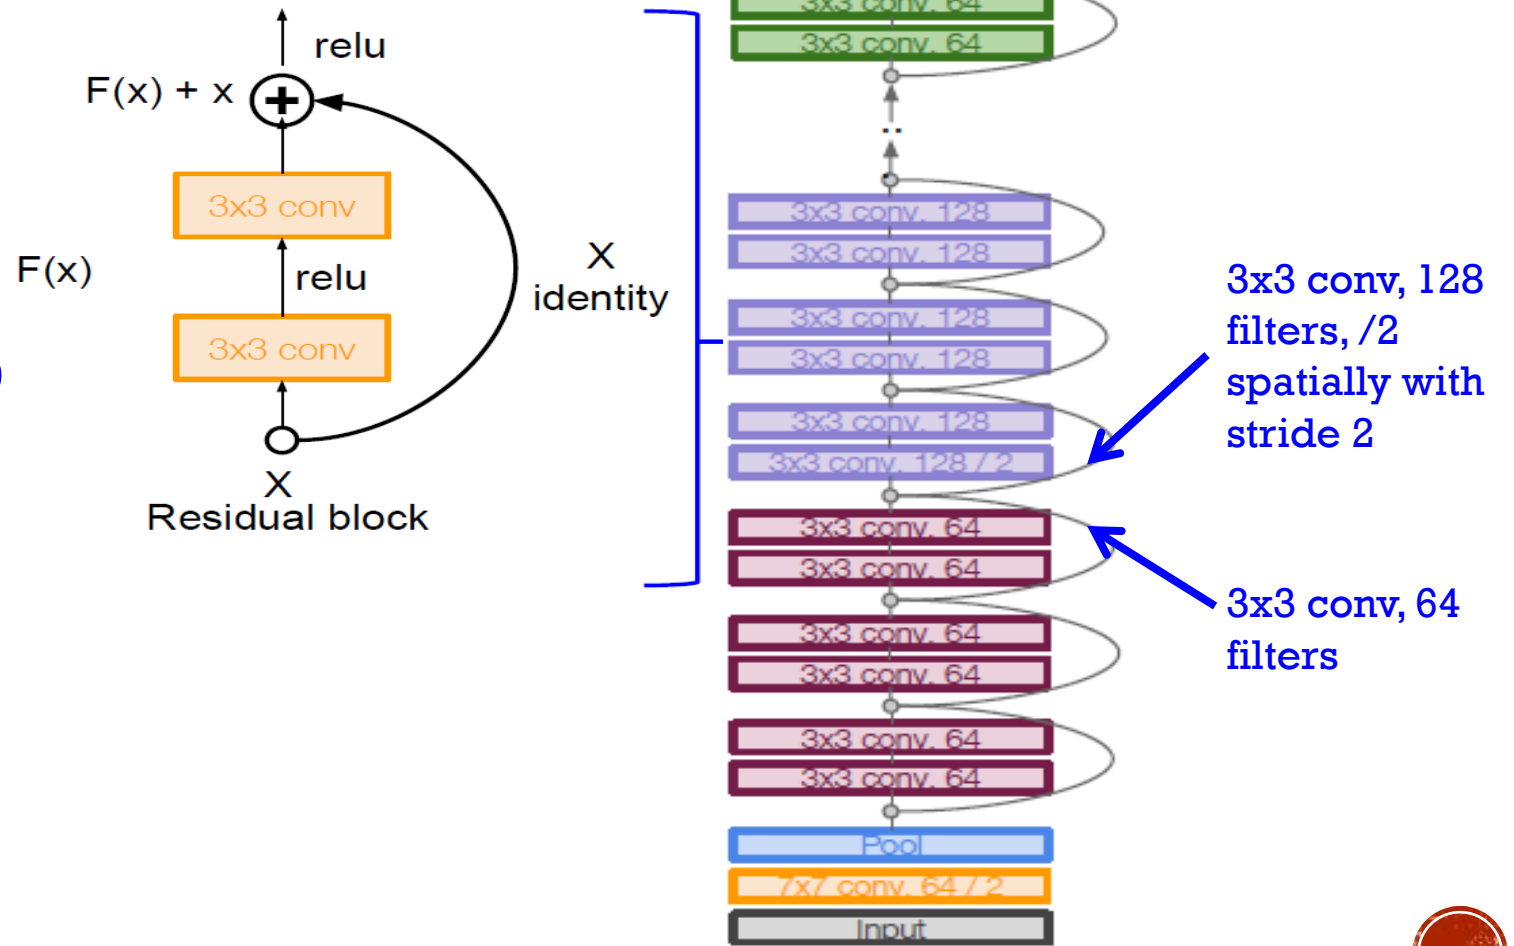 relu
F(x) + x
3x3 conv
F(x)
relu
X
identity
3x3 conv
X
Residual block
3x3 conv, 64
3x3 conv, 64
3x3 conv, 128
3x3 conv, 128
3x3 conv, 128
3x3 conv, 128
3x3 conv, 128
3x3 conv, 128 / 2
3x3 conv, 64
3x3 conv, 64
3x3 conv, 64
3x3 conv, 64
3x3 conv, 64
3x3 conv, 64
Pool
7x7 conv, 64 / 2
Input
3x3 conv, 128
filters, /2
spatially with
stride 2
3x3 conv, 64
filters